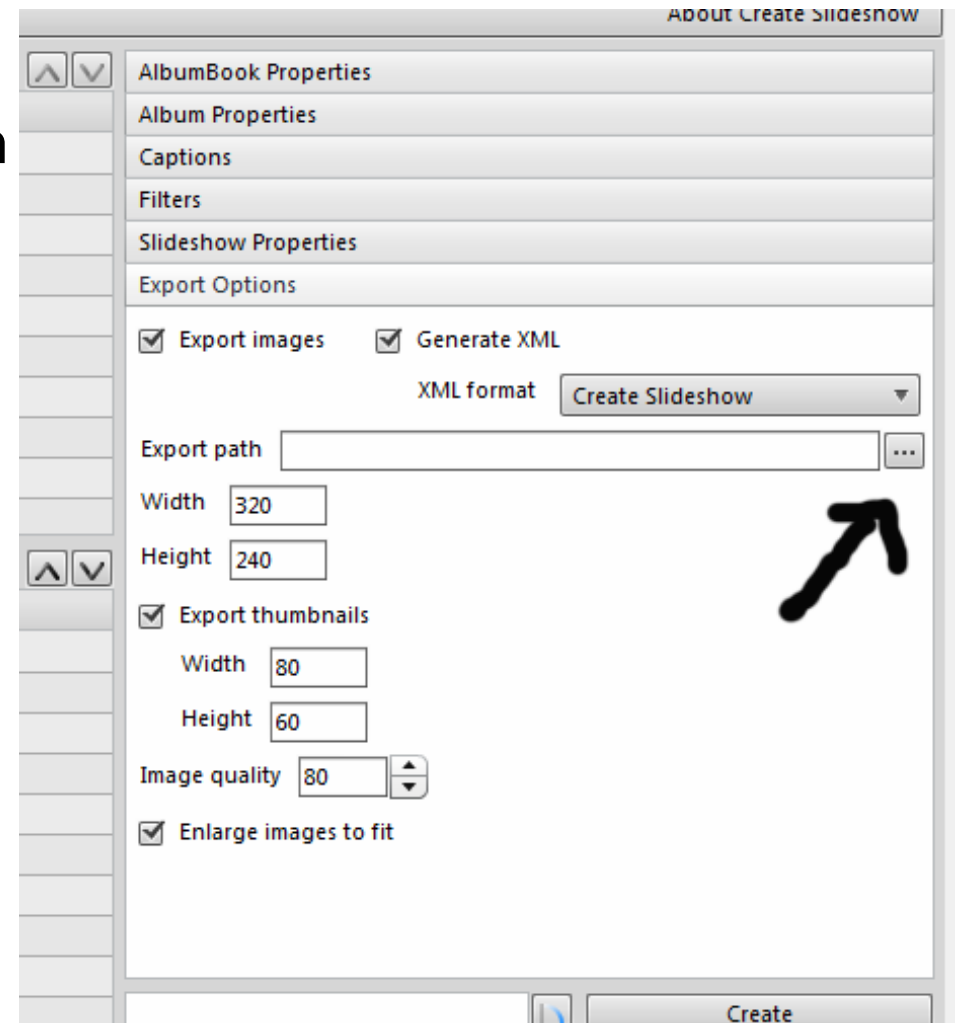 About Create Slideshow
AlbumBook Properties
n
Album Properties
Captions
Filters
Slideshow Properties
Export Options
Export images Generate XML
XML format Create Slideshow
Export path ...
Width 320
Height 240
Export thumbnails
Width 80
Height 60
Image quality 80
Enlarge images to fit
Create